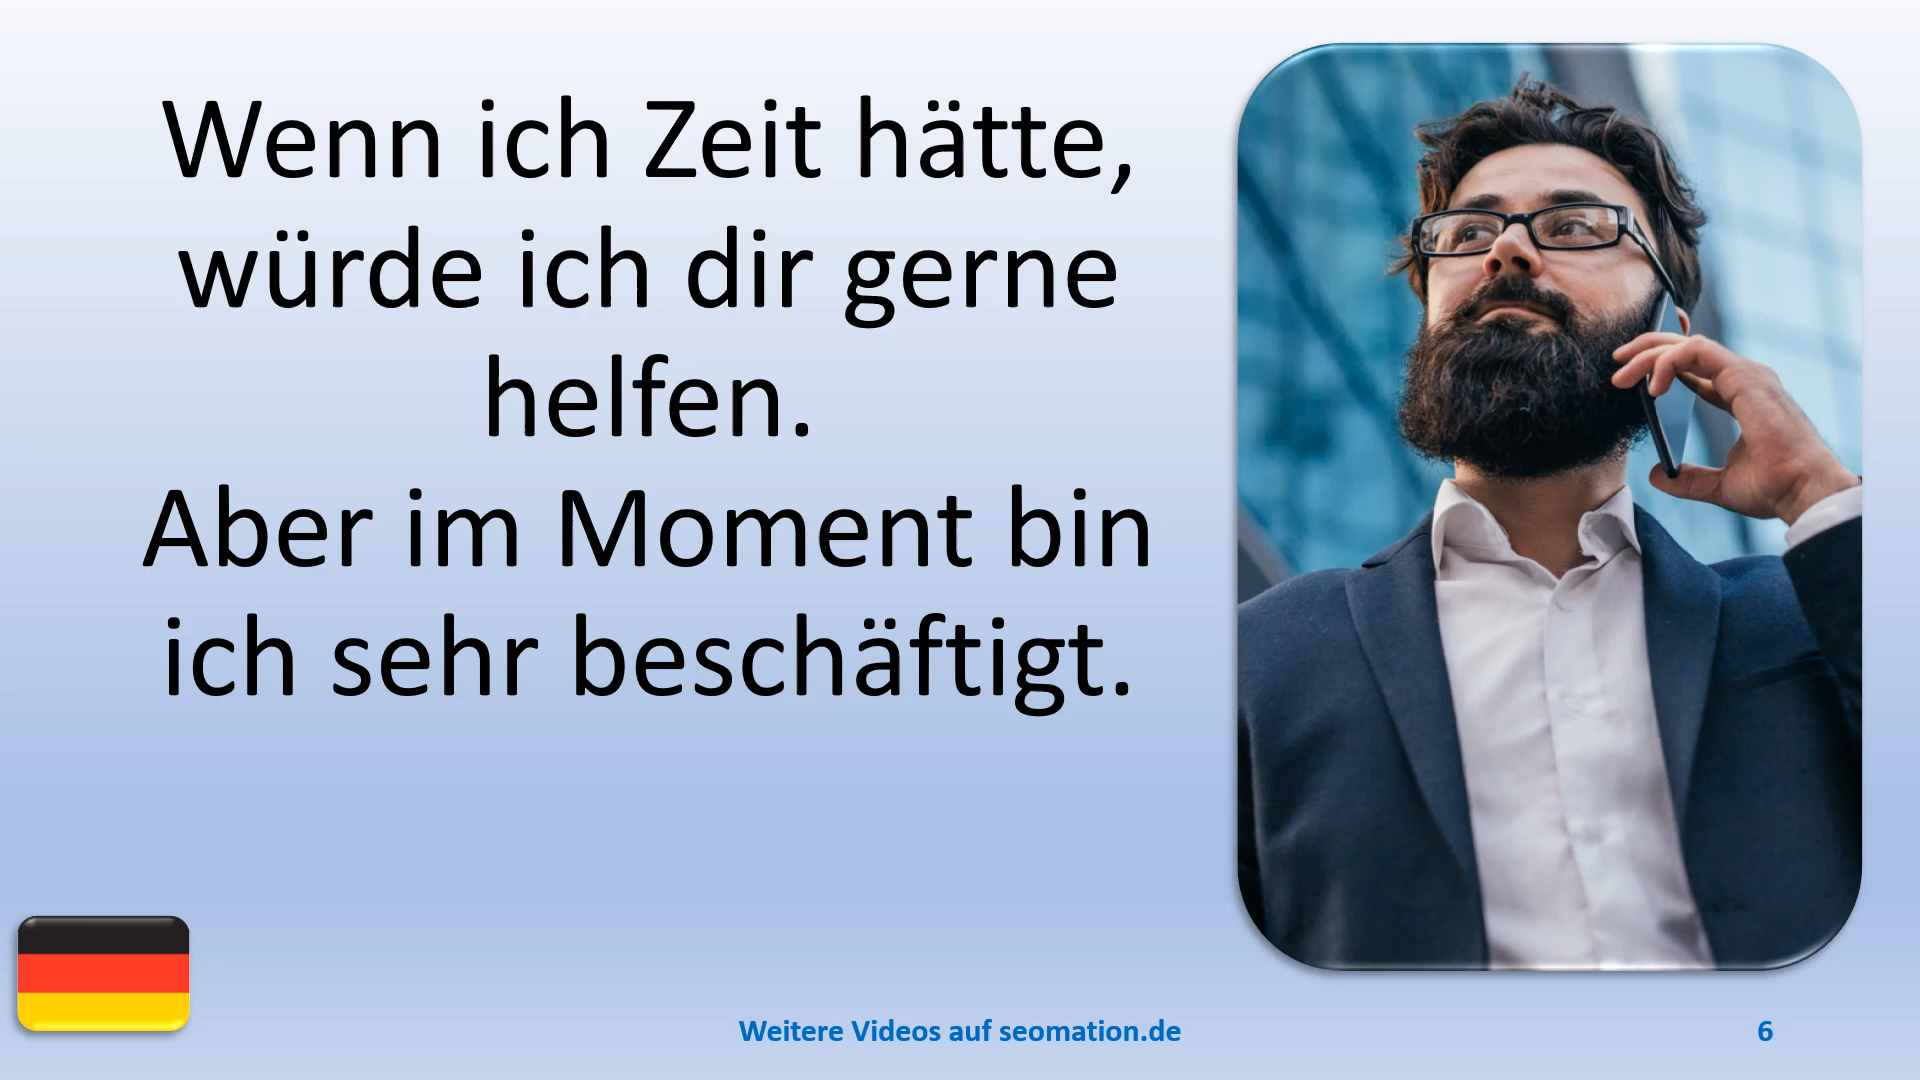 Wenn ich Zeit hätte,
würde ich dir gerne
helfen.
Aber im Moment bin
ich sehr beschäftigt.
Weitere Videos auf seomation.de
6